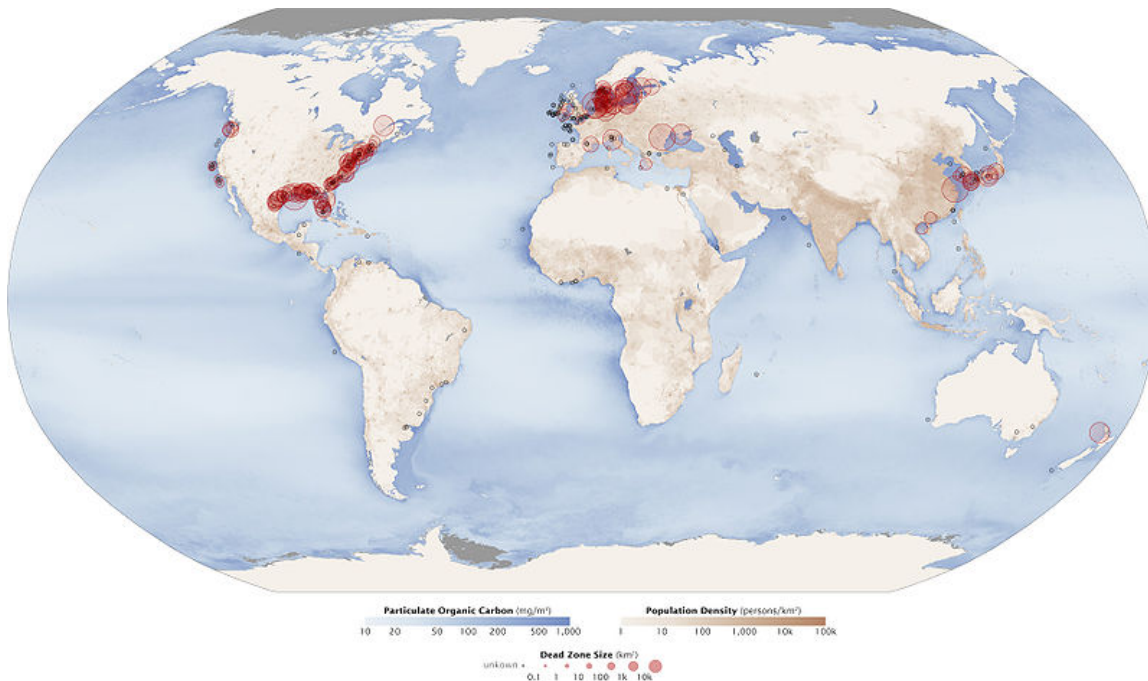 Particulate Organic Carbon (mg/m³)
10 20 50 100 200 500 1,000
Population Density (persons/km²)
1 10 100 1,000 10k 100k
Dead Zone Size (km²)
unkown
0.1 1 10 100 1k 10k